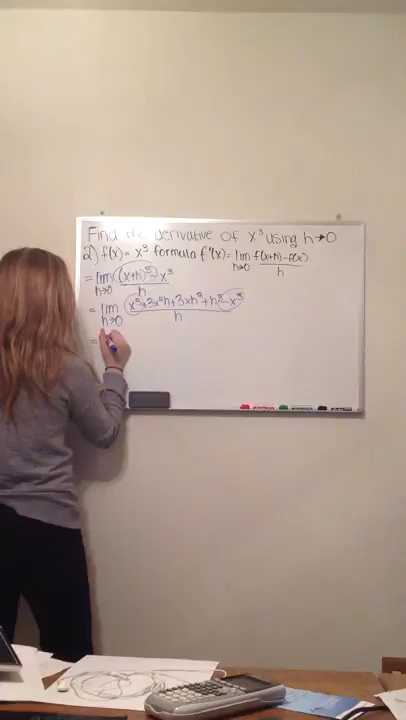 Find the derivative of x³ using h→0
2) f(x) = x³ formula f'(x) = lim h→0 f(x+h)-f(x) / h
= lim h→0 (x+h)³ - x³ / h
= lim h→0 x³+3x²h+3xh²+h³-x³ / h
=